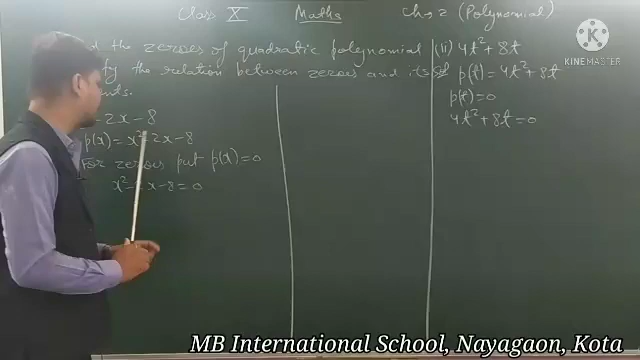 Class X Maths Ch-2 (Polynomial)
the zeroes of quadratic polynomial
the relation between zeroes and its
- 2x - 8
p(x) = x² - 2x - 8
For zeroes put p(x) = 0
x² - x - 8 = 0
4t² + 8t
p(t) = 4t² + 8t
p(t) = 0
4t² + 8t = 0
KINEMASTER
MB International School, Nayagaon, Kota